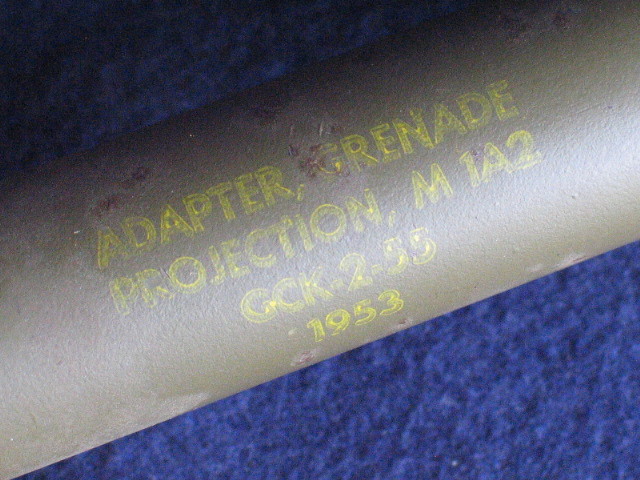 ADAPTER, GRENADE
PROJECTION, M 1A2
GCK-2-55
1953